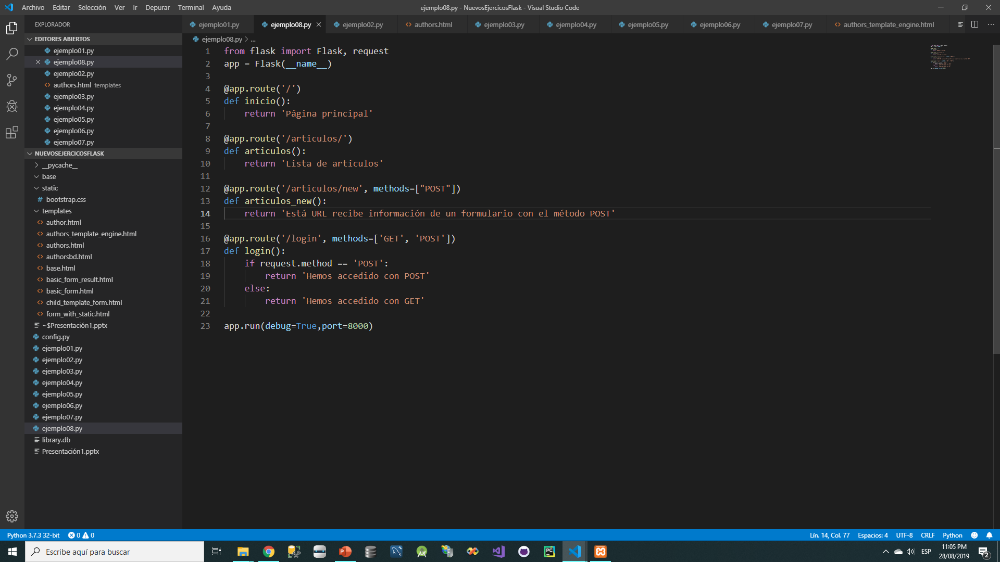 Archivo Editar Selección Ver Ir Depurar Terminal Ayuda
ejemplo08.py - NuevosEjercicosFlask - Visual Studio Code
EXPLORADOR
EDITORES ABIERTOS
ejemplo01.py
ejemplo08.py
ejemplo02.py
authors.html templates
ejemplo03.py
ejemplo04.py
ejemplo05.py
ejemplo06.py
ejemplo07.py
NUEVOSEJERCICOSFLASK
__pycache__
base
static
# bootstrap.css
templates
<> author.html
<> authors_template_engine.html
<> authors.html
<> authorsbd.html
<> base.html
<> basic_form_result.html
<> basic_form.html
<> child_template_form.html
<> form_with_static.html
~$Presentación1.pptx
config.py
ejemplo01.py
ejemplo02.py
ejemplo03.py
ejemplo04.py
ejemplo05.py
ejemplo06.py
ejemplo07.py
ejemplo08.py
library.db
Presentación1.pptx
ejemplo01.py ejemplo08.py ejemplo02.py <> authors.html ejemplo03.py ejemplo04.py ejemplo05.py ejemplo06.py ejemplo07.py <> authors_template_engine.html
ejemplo08.py > ...
1 from flask import Flask, request
2 app = Flask(__name__)
3
4 @app.route('/')
5 def inicio():
6 return 'Página principal'
7
8 @app.route('/articulos/')
9 def articulos():
10 return 'Lista de artículos'
11
12 @app.route('/articulos/new', methods=["POST"])
13 def articulos_new():
14 return 'Está URL recibe información de un formulario con el método POST'
15
16 @app.route('/login', methods=['GET', 'POST'])
17 def login():
18 if request.method == 'POST':
19 return 'Hemos accedido con POST'
20 else:
21 return 'Hemos accedido con GET'
22
23 app.run(debug=True,port=8000)
Python 3.7.3 32-bit 0 0 Lín. 14, Col. 77 Espacios: 4 UTF-8 CRLF Python
Escribe aquí para buscar
ESP
11:05 PM
28/08/2019
2